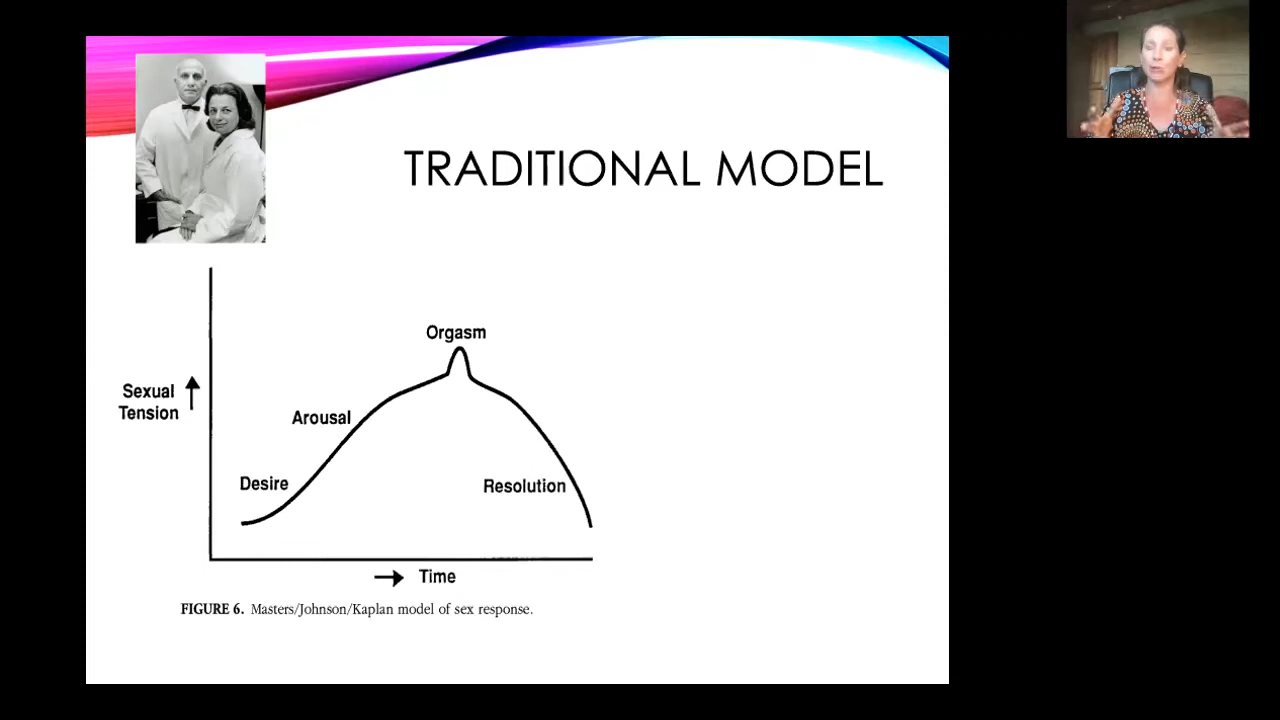 TRADITIONAL MODEL
Orgasm
Sexual
Tension
Arousal
Desire
Resolution
Time
FIGURE 6. Masters/Johnson/Kaplan model of sex response.